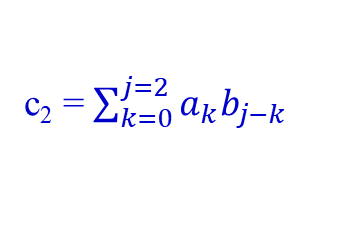 c₂ = ∑_{k=0}^{j=2} a_k b_{j−k}